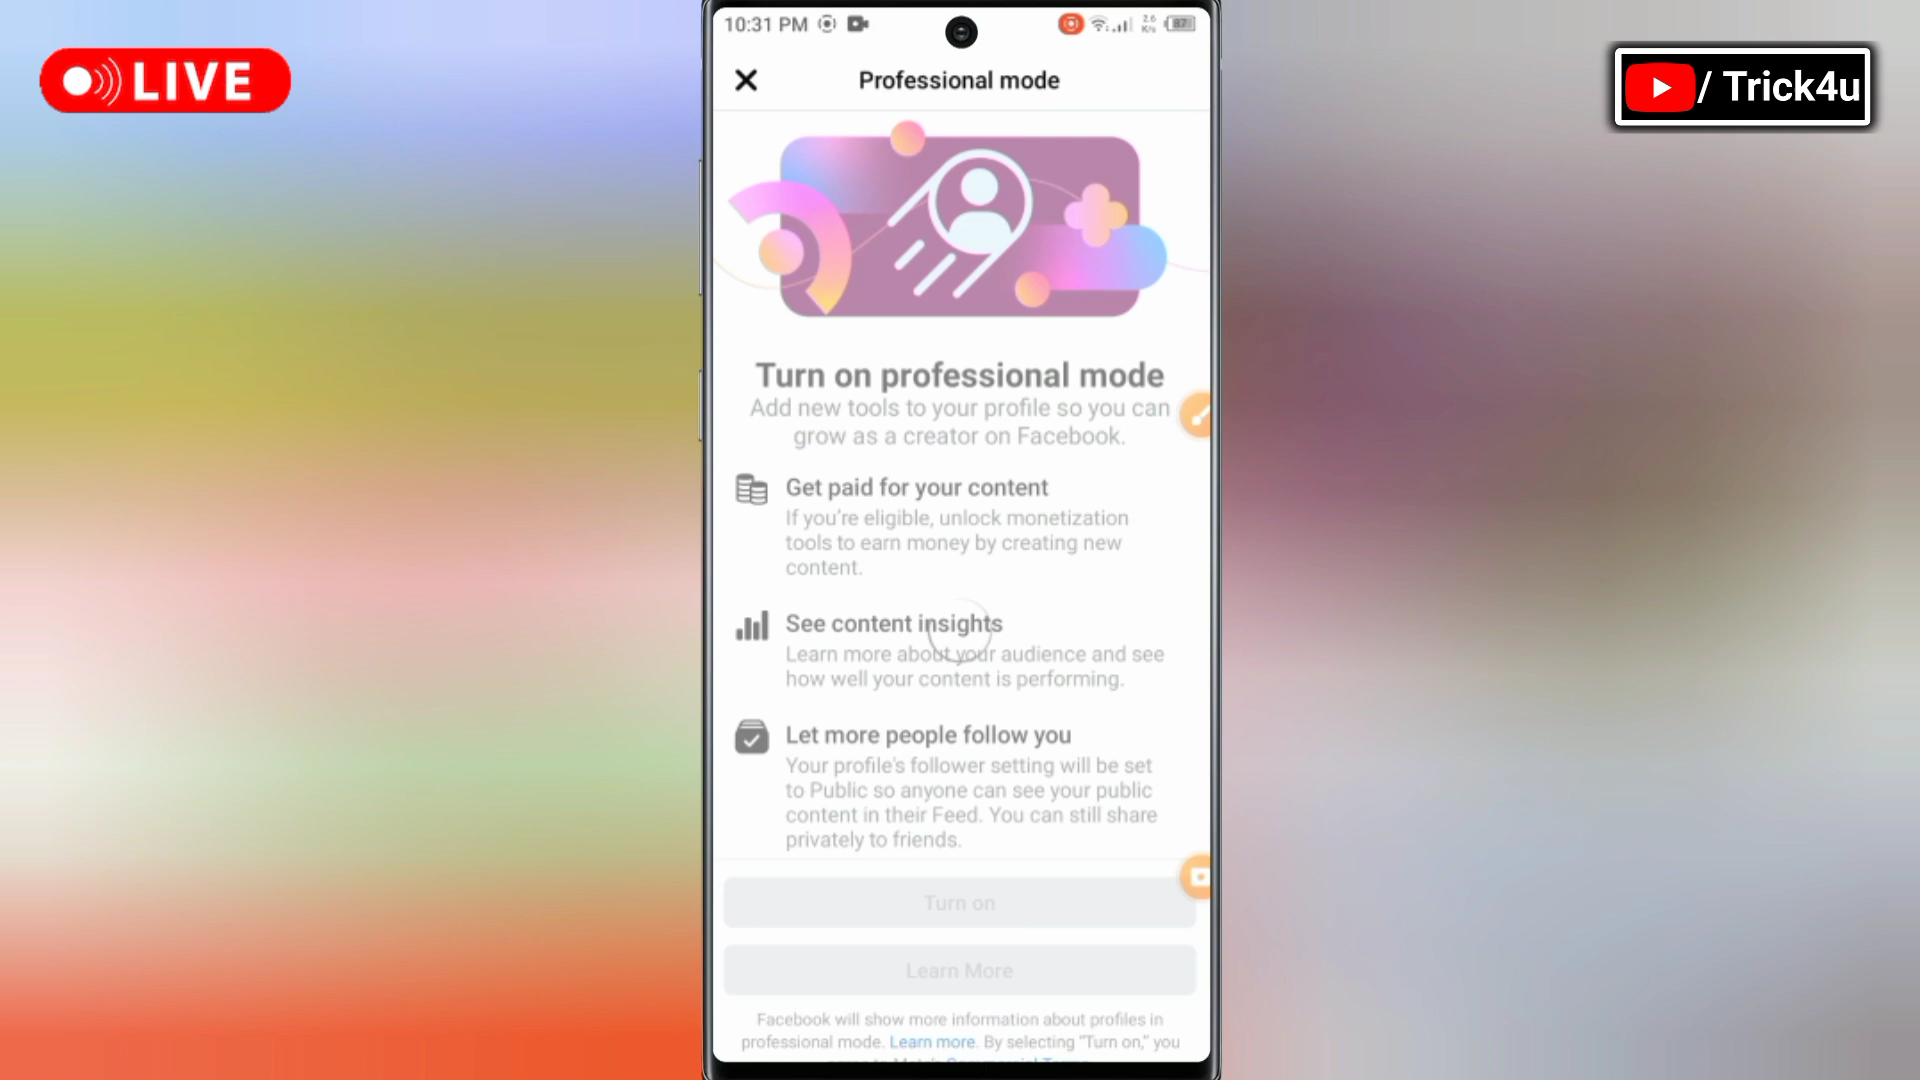 LIVE
/ Trick4u
10:31 PM
2.6
K/s
87
Professional mode
Turn on professional mode
Add new tools to your profile so you can
grow as a creator on Facebook.
Get paid for your content
If you're eligible, unlock monetization
tools to earn money by creating new
content.
See content insights
Learn more about your audience and see
how well your content is performing.
Let more people follow you
Your profile's follower setting will be set
to Public so anyone can see your public
content in their Feed. You can still share
privately to friends.
Turn on
Learn More
Facebook will show more information about profiles in
professional mode. Learn more. By selecting "Turn on," you